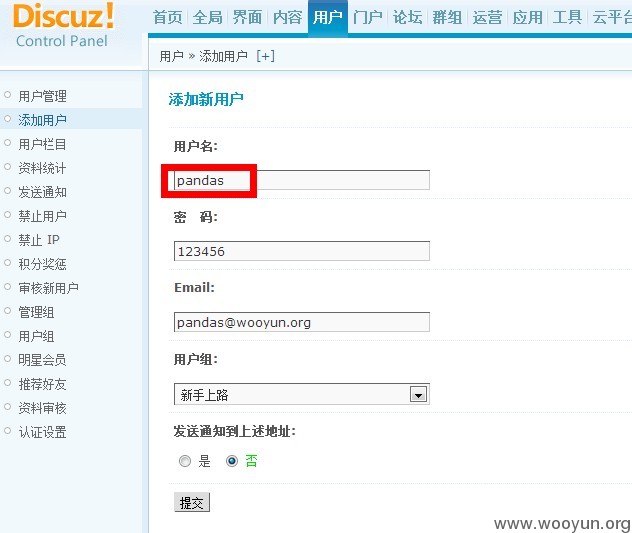 Discuz!
Control Panel
首页 全局 界面 内容 用户 门户 论坛 群组 运营 应用 工具 云平台
用户 » 添加用户 [+]
用户管理
添加用户
用户栏目
资料统计
发送通知
禁止用户
禁止 IP
积分奖惩
审核新用户
管理组
用户组
明星会员
推荐好友
资料审核
认证设置
添加新用户
用户名:
pandas
密 码:
123456
Email:
pandas@wooyun.org
用户组:
新手上路
发送通知到上述地址:
是 否
提交
www.wooyun.org